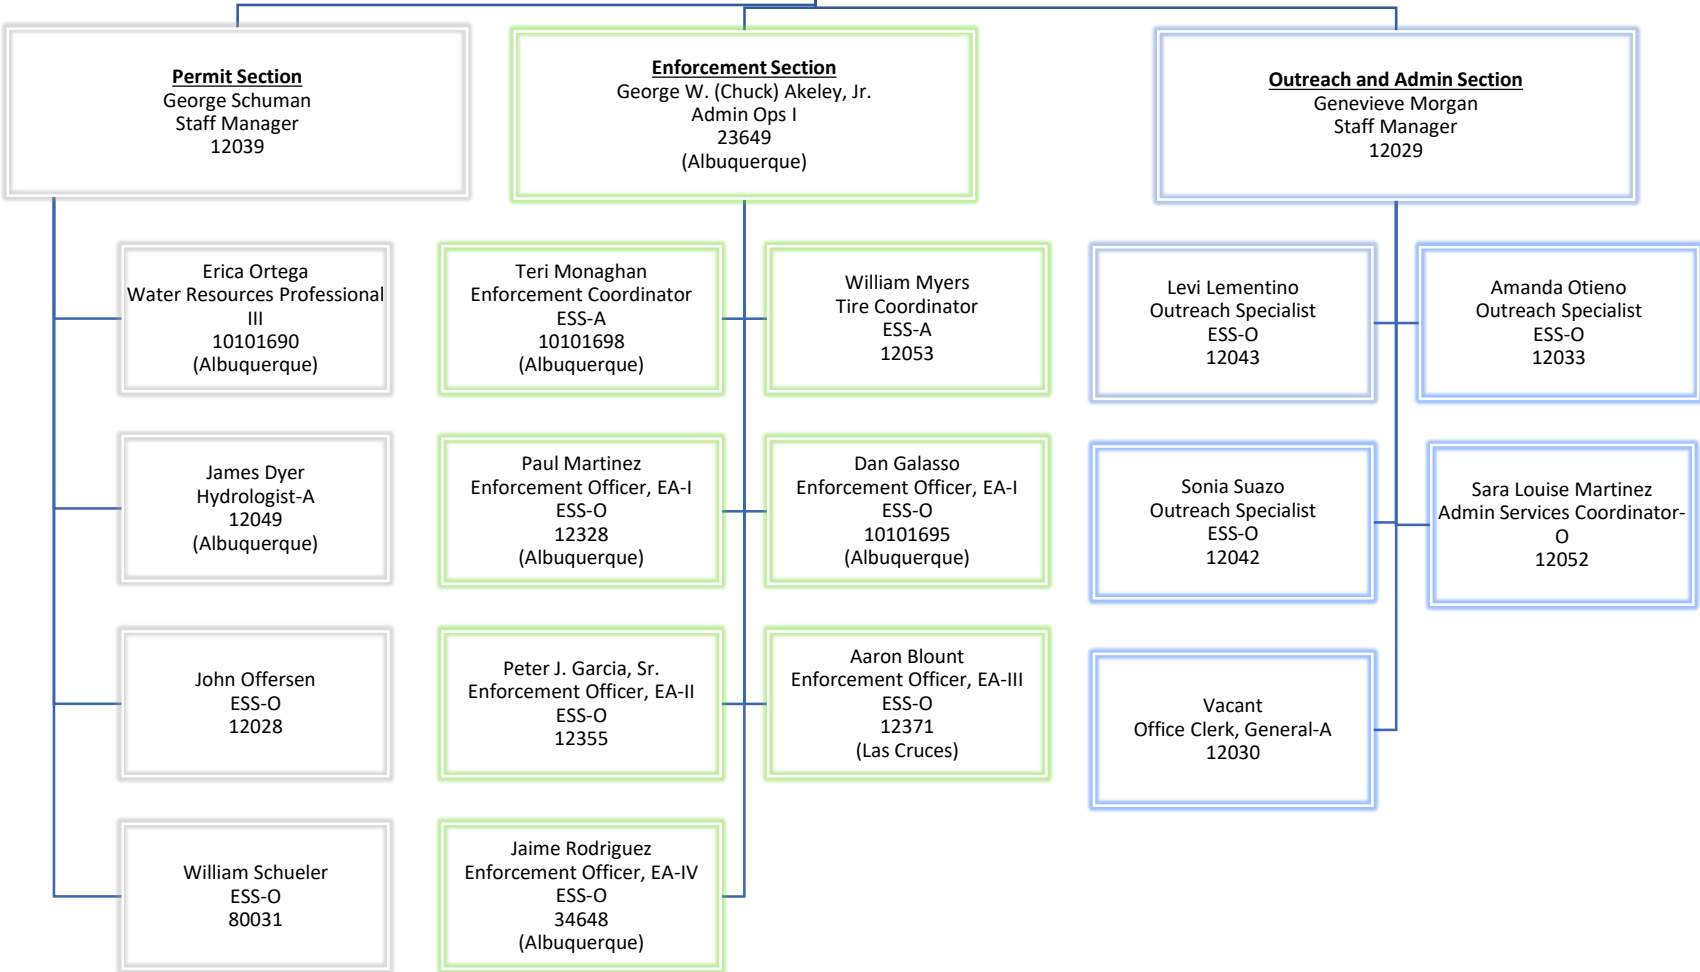 Permit Section
George Schuman
Staff Manager
12039
Enforcement Section
George W. (Chuck) Akeley, Jr.
Admin Ops I
23649
(Albuquerque)
Outreach and Admin Section
Genevieve Morgan
Staff Manager
12029
Erica Ortega
Water Resources Professional
III
10101690
(Albuquerque)
Teri Monaghan
Enforcement Coordinator
ESS-A
10101698
(Albuquerque)
William Myers
Tire Coordinator
ESS-A
12053
Levi Lementino
Outreach Specialist
ESS-O
12043
Amanda Otieno
Outreach Specialist
ESS-O
12033
James Dyer
Hydrologist-A
12049
(Albuquerque)
Paul Martinez
Enforcement Officer, EA-I
ESS-O
12328
(Albuquerque)
Dan Galasso
Enforcement Officer, EA-I
ESS-O
10101695
(Albuquerque)
Sonia Suazo
Outreach Specialist
ESS-O
12042
Sara Louise Martinez
Admin Services Coordinator-
O
12052
John Offersen
ESS-O
12028
Peter J. Garcia, Sr.
Enforcement Officer, EA-II
ESS-O
12355
Aaron Blount
Enforcement Officer, EA-III
ESS-O
12371
(Las Cruces)
Vacant
Office Clerk, General-A
12030
William Schueler
ESS-O
80031
Jaime Rodriguez
Enforcement Officer, EA-IV
ESS-O
34648
(Albuquerque)